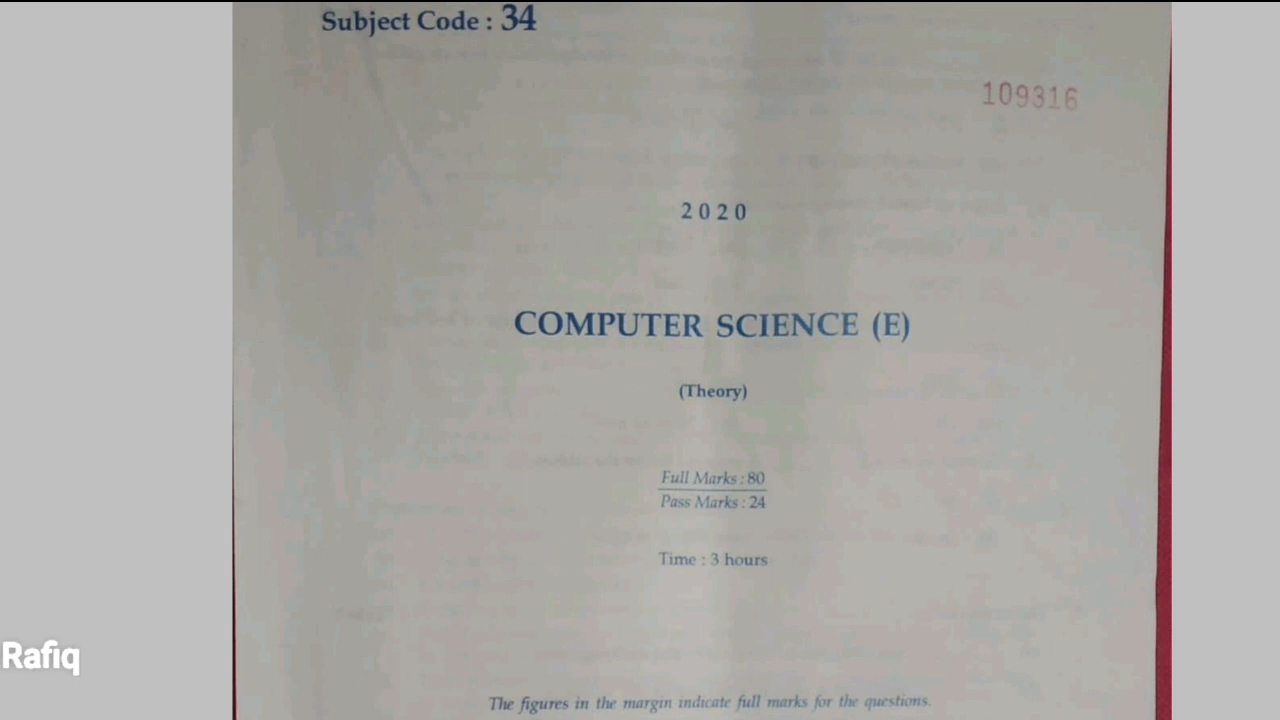 Subject Code : 34
109316
2020
COMPUTER SCIENCE (E)
(Theory)
Full Marks : 80
Pass Marks : 24
Time : 3 hours
Rafiq
The figures in the margin indicate full marks for the questions.